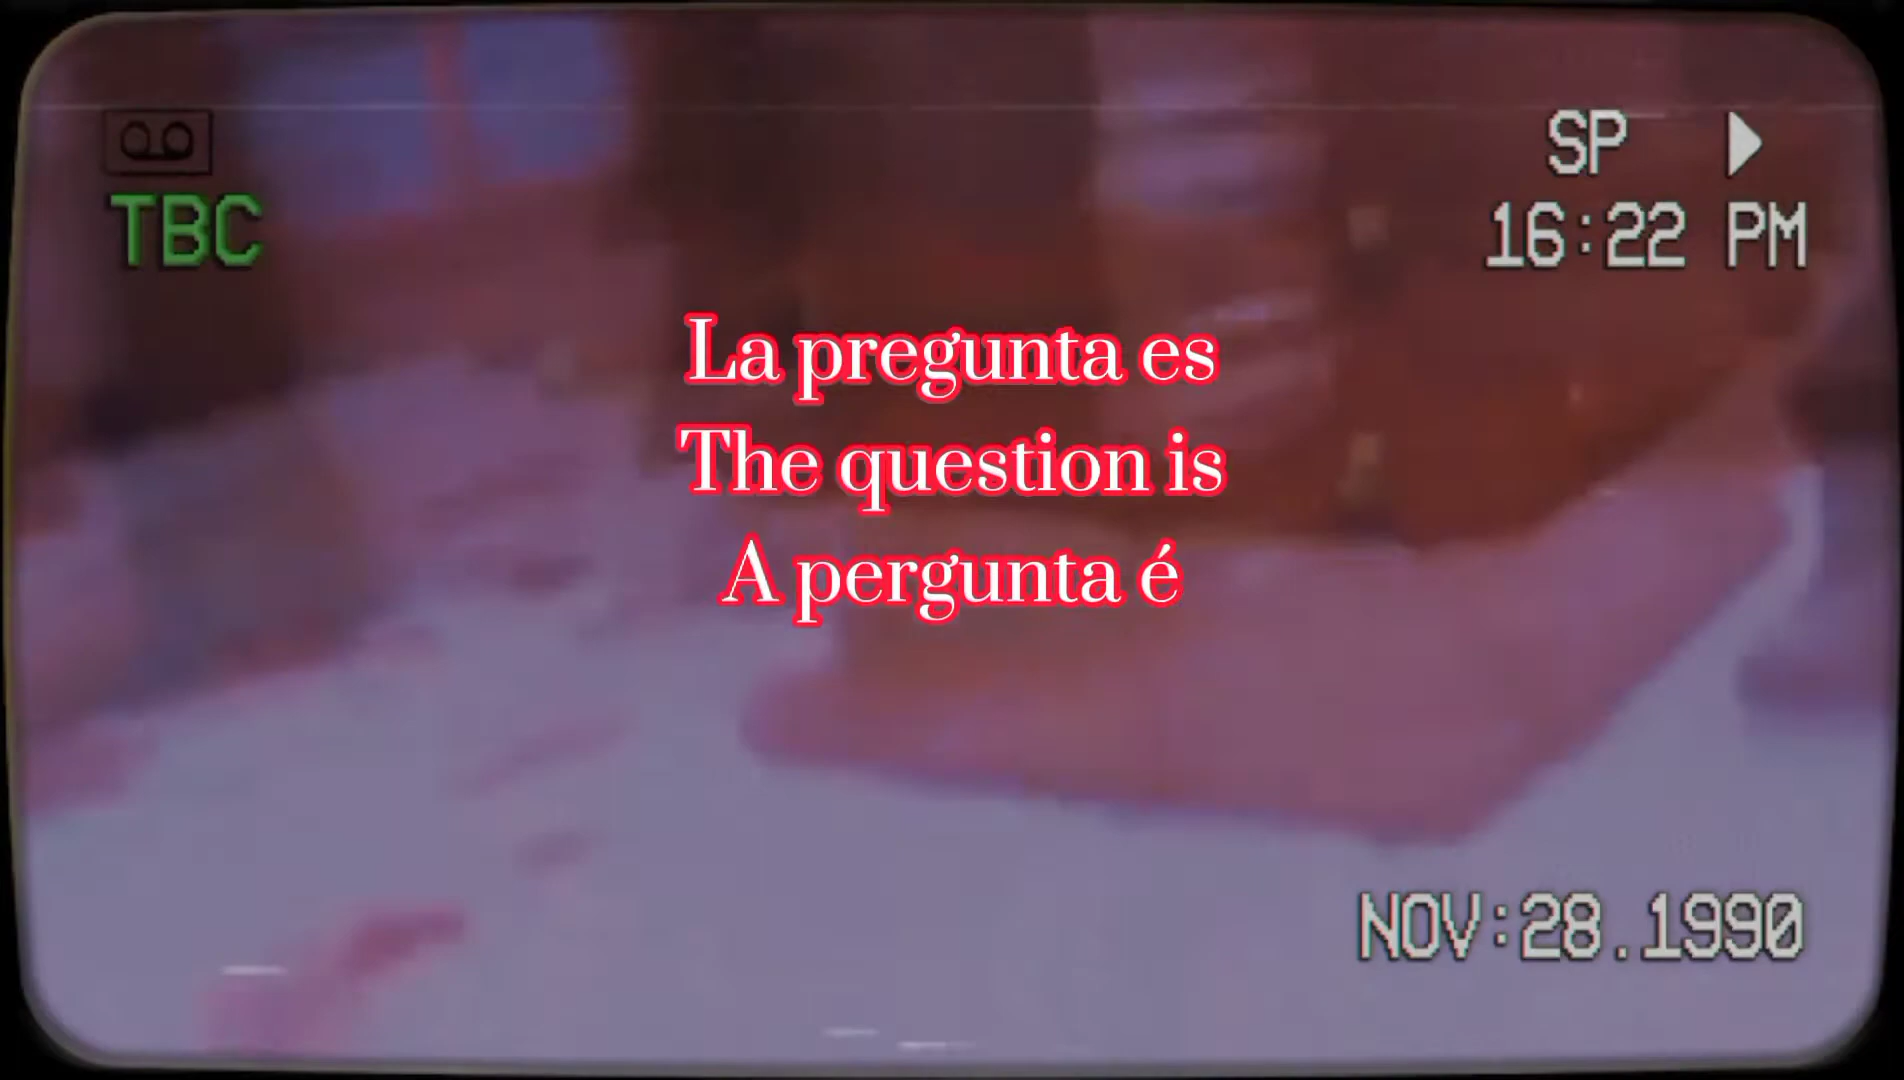 TBC
SP
16:22 PM
La pregunta es
The question is
A pergunta é
NOV:28.1990